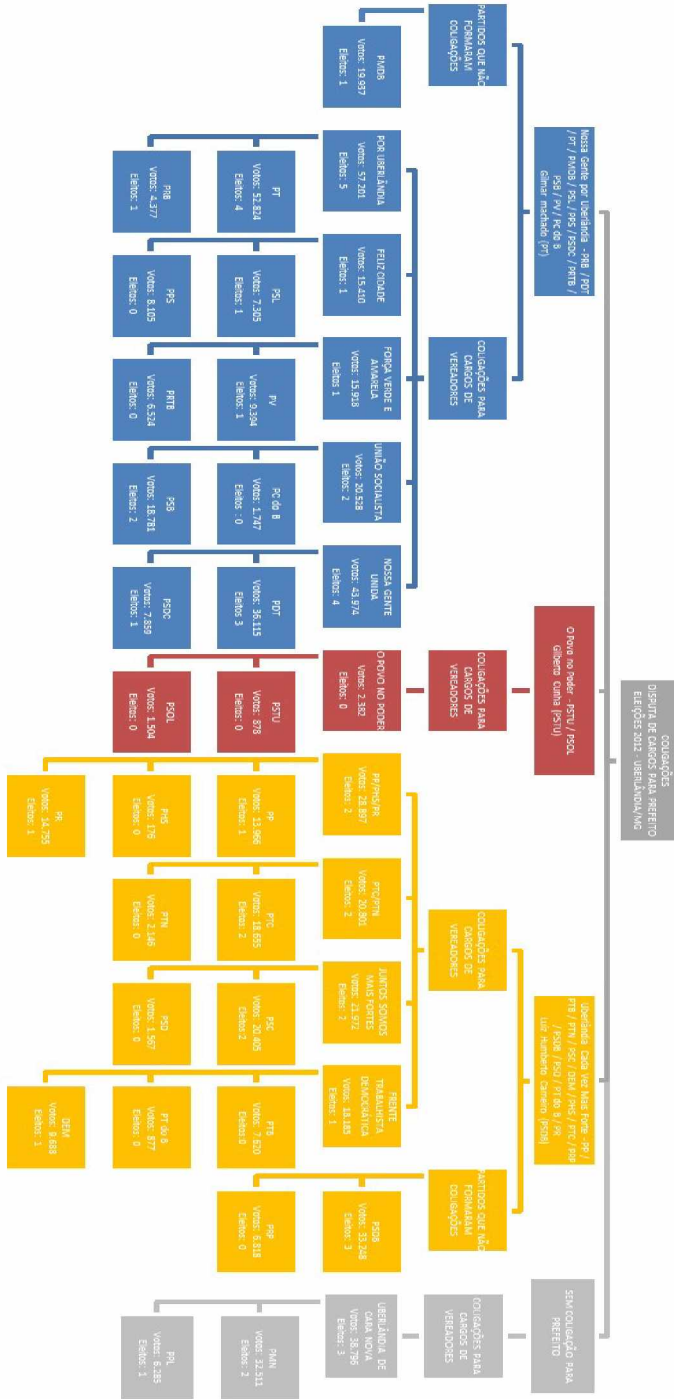 COLIGAÇÕES
DISPUTA DE CARGOS PARA PREFEITO
ELEIÇÕES 2012 - UBERLÂNDIA/MG
Nossa Gente por Uberlândia - PRB / PDT
/ PT / PMDB / PSL / PPS / PSDC / PRTB /
PSB / PV / PC do B
Gilmar machado (PT)
PARTIDOS QUE NÃO
FORMARAM
COLIGAÇÕES
PMDB
Votos: 19.987
Eleitos: 1
COLIGAÇÕES PARA
CARGOS DE
VEREADORES
POR UBERLÂNDIA
Votos: 57.201
Eleitos: 5
PT
Votos: 52.824
Eleitos: 4
PRB
Votos: 4.377
Eleitos: 1
FELIZ CIDADE
Votos: 15.410
Eleitos: 1
PSL
Votos: 7.305
Eleitos: 1
PPS
Votos: 8.105
Eleitos: 0
FORÇA VERDE E
AMARELA
Votos: 15.918
Eleitos 1
PV
Votos: 9.394
Eleitos: 1
PRTB
Votos: 6.524
Eleitos: 0
UNIÃO SOCIALISTA
Votos: 20.528
Eleitos: 2
PC do B
Votos: 1.747
Eleitos : 0
PSB
Votos: 18.781
Eleitos: 2
NOSSA GENTE
UNIDA
Votos: 43.974
Eleitos: 4
PDT
Votos: 36.115
Eleitos 3
PSDC
Votos: 7.859
Eleitos: 1
O Povo no Poder - PSTU / PSOL
Gilberto Cunha (PSTU)
COLIGAÇÕES PARA
CARGOS DE
VEREADORES
O POVO NO PODER
Votos: 2.382
Eleitos: 0
PSTU
Votos: 878
Eleitos: 0
PSOL
Votos: 1.504
Eleitos: 0
Uberlândia Cada Vez Mais Forte - PP /
PTB / PTN / PSC / DEM / PHS / PTC / PRP
/ PSDB / PSD / PT do B / PR
Luiz Humberto Carneiro (PSDB)
COLIGAÇÕES PARA
CARGOS DE
VEREADORES
PP/PHS/PR
Votos: 28.897
Eleitos: 2
PP
Votos: 13.966
Eleitos: 1
PHS
Votos: 176
Eleitos: 0
PR
Votos: 14.755
Eleitos: 1
PTC/PTN
Votos: 20.801
Eleitos: 2
PTC
Votos: 18.655
Eleitos: 2
PTN
Votos: 2.146
Eleitos: 0
JUNTOS SOMOS
MAIS FORTES
Votos: 21.972
Eleitos: 2
PSC
Votos: 20.405
Eleitos:2
PSD
Votos: 1.567
Eleitos: 0
FRENTE
TRABALHISTA
DEMOCRÁTICA
Votos: 18.185
Eleitos: 1
PTB
Votos: 7.620
Eleitos:0
PT do B
Votos: 877
Eleitos: 0
DEM
Votos: 9.688
Eleitos: 1
PARTIDOS QUE NÃO
FORMARAM
COLIGAÇÕES
PSDB
Votos: 33.248
Eleitos: 3
PRP
Votos: 6.818
Eleitos: 0
SEM COLIGAÇÃO PARA
PREFEITO
COLIGAÇÕES PARA
CARGOS DE
VEREADORES
UBERLÂNDIA DE
CARA NOVA
Votos: 38.796
Eleitos: 3
PMN
Votos: 32.511
Eleitos: 2
PPL
Votos: 6.285
Eleitos: 1